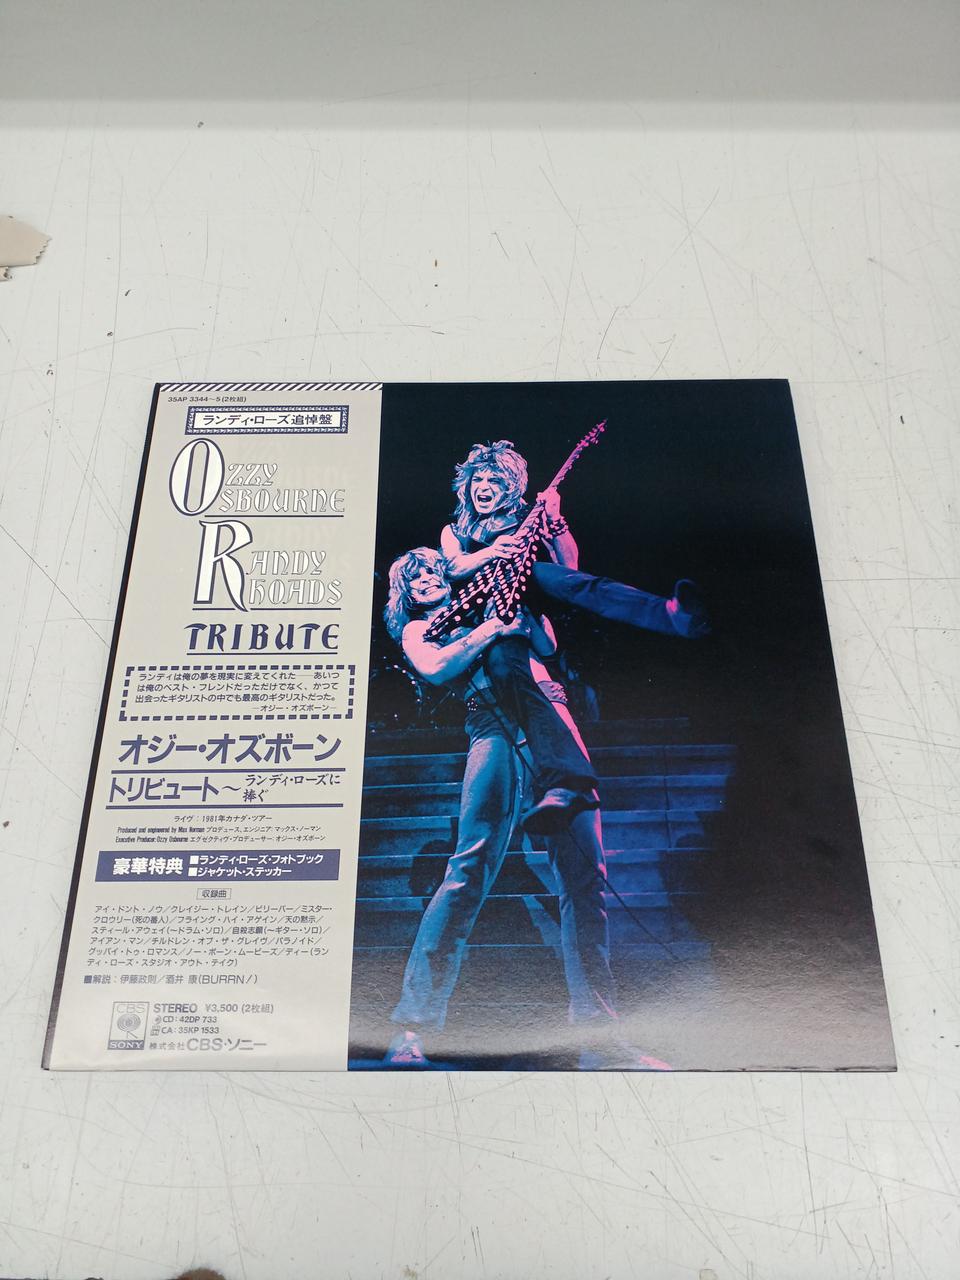 35AP 3344~5(2枚組)
ランディ・ローズ追悼盤
OZZY
OSBOURNE
RANDY
RHOADS
TRIBUTE
ランディは俺の夢を現実に変えてくれた──あいつ
は俺のベスト・フレンドだっただけでなく、かつて
出会ったギタリストの中でも最高のギタリストだった。
─オジー・オズボーン─
オジー・オズボーン
トリビュート~ランディ・ローズに
捧ぐ
ライヴ:1981年カナダ・ツアー
Produced and engineered by Max Norman プロデュース、エンジニア:マックス・ノーマン
Executive Producer:Ozzy Osbourne エグゼクティヴ・プロデューサー:オジー・オズボーン
豪華特典 ■ランディ・ローズ・フォトブック
■ジャケット・ステッカー
収録曲
アイ・ドント・ノウ/クレイジー・トレイン/ビリーバー/ミスター・
クロウリー(死の番人)/フライング・ハイ・アゲイン/天の黙示/
スティール・アウェイ(~ドラム・ソロ)/自殺志願(~ギター・ソロ)/
アイアン・マン/チルドレン・オブ・ザ・グレイヴ/パラノイド/
グッバイ・トゥ・ロマンス/ノー・ボーン・ムービーズ/ディー(ラン
ディ・ローズ・スタジオ・アウト・テイク)
■解説:伊藤政則/酒井 康(BURRN!)
CBS
SONY
STEREO ¥3,500(2枚組)
CD:42DP 733
CA:35KP 1533
株式会社CBS・ソニー